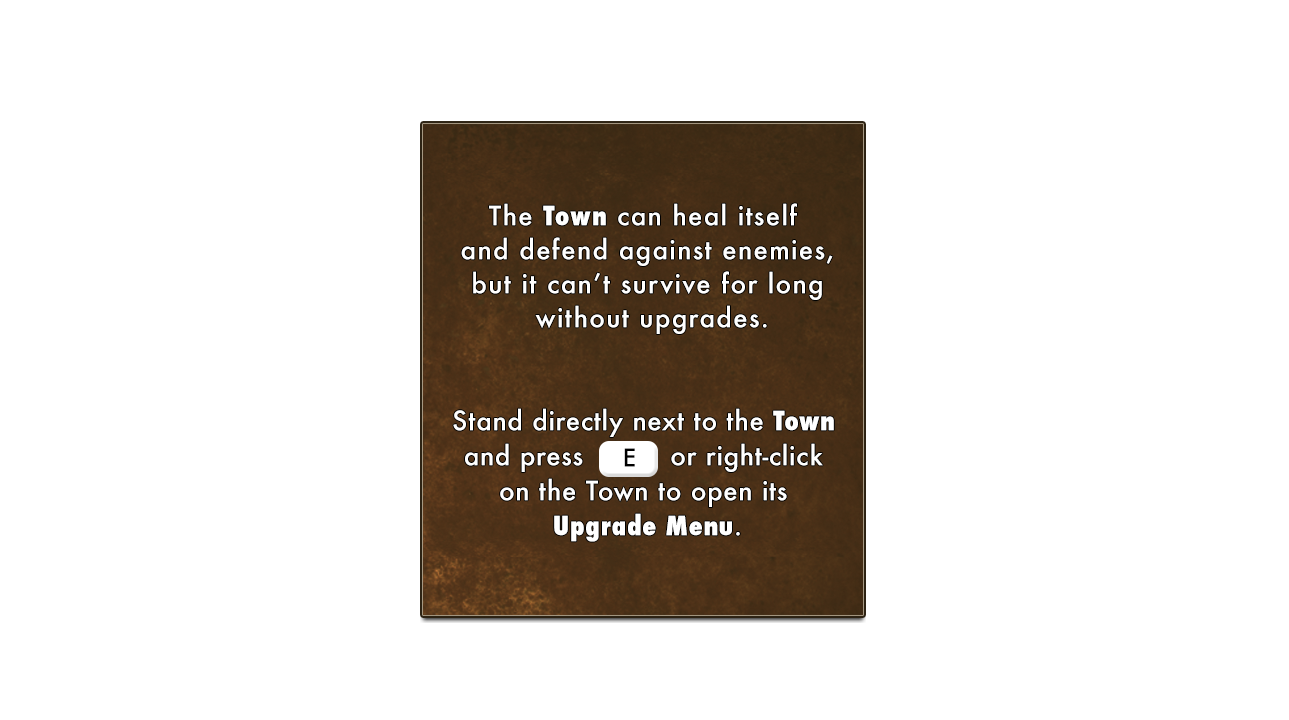 The Town can heal itself
and defend against enemies,
but it can’t survive for long
without upgrades.
Stand directly next to the Town
and press E or right-click
on the Town to open its
Upgrade Menu.